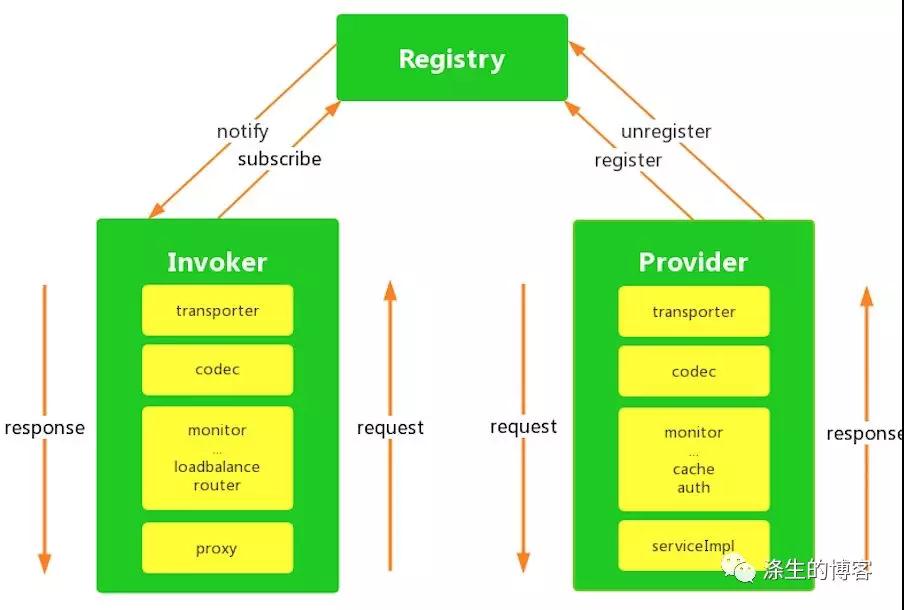 Registry
notify
subscribe
unregister
register
Invoker
transporter
codec
monitor
...
loadbalance
router
proxy
response
request
Provider
transporter
codec
monitor
...
cache
auth
serviceImpl
request
response
涤生的博客